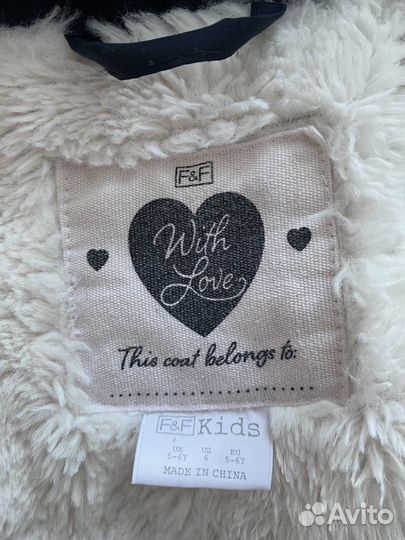 F&F
With
Love
This coat belongs to:
F&F Kids
UK US EU
5-6Y 6 5-6Y
MADE IN CHINA
Avito